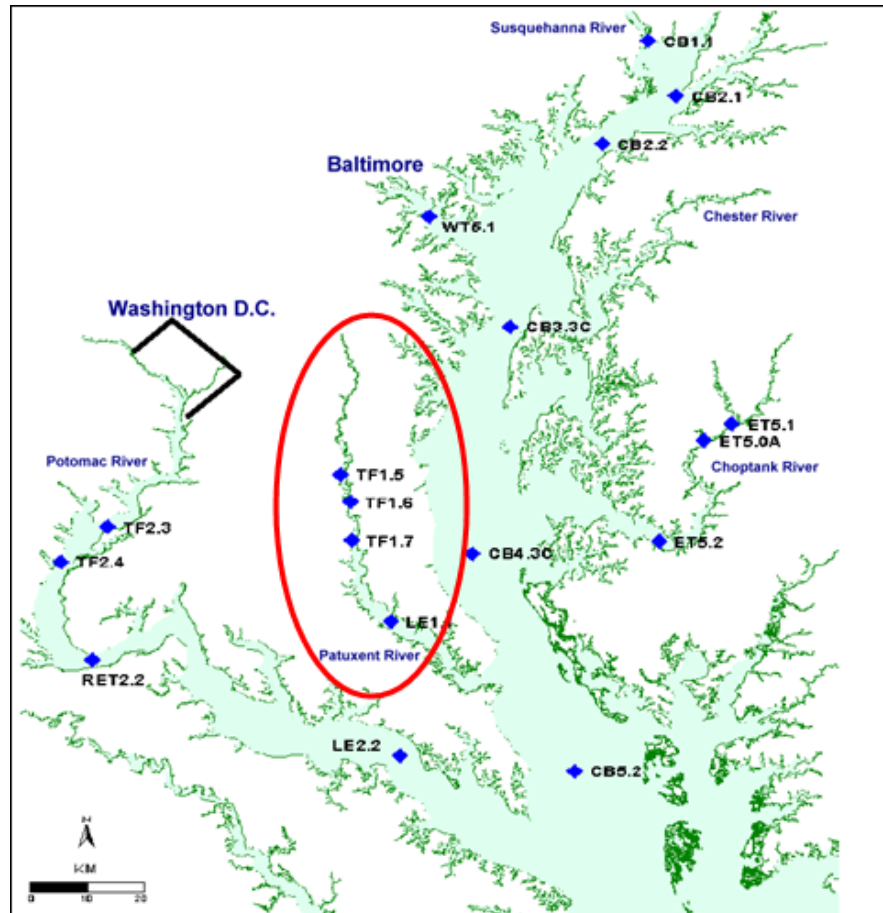 Susquehanna River
CB1.1
CB2.1
CB2.2
Baltimore
Chester River
WT5.1
Washington D.C.
CB3.3C
ET5.1
ET5.0A
Potomac River
Choptank River
TF1.5
TF1.6
TF2.3
TF1.7
ET5.2
CB4.3C
TF2.4
LE1.
Patuxent River
RET2.2
LE2.2
CB5.2
N
KM
0 10 20